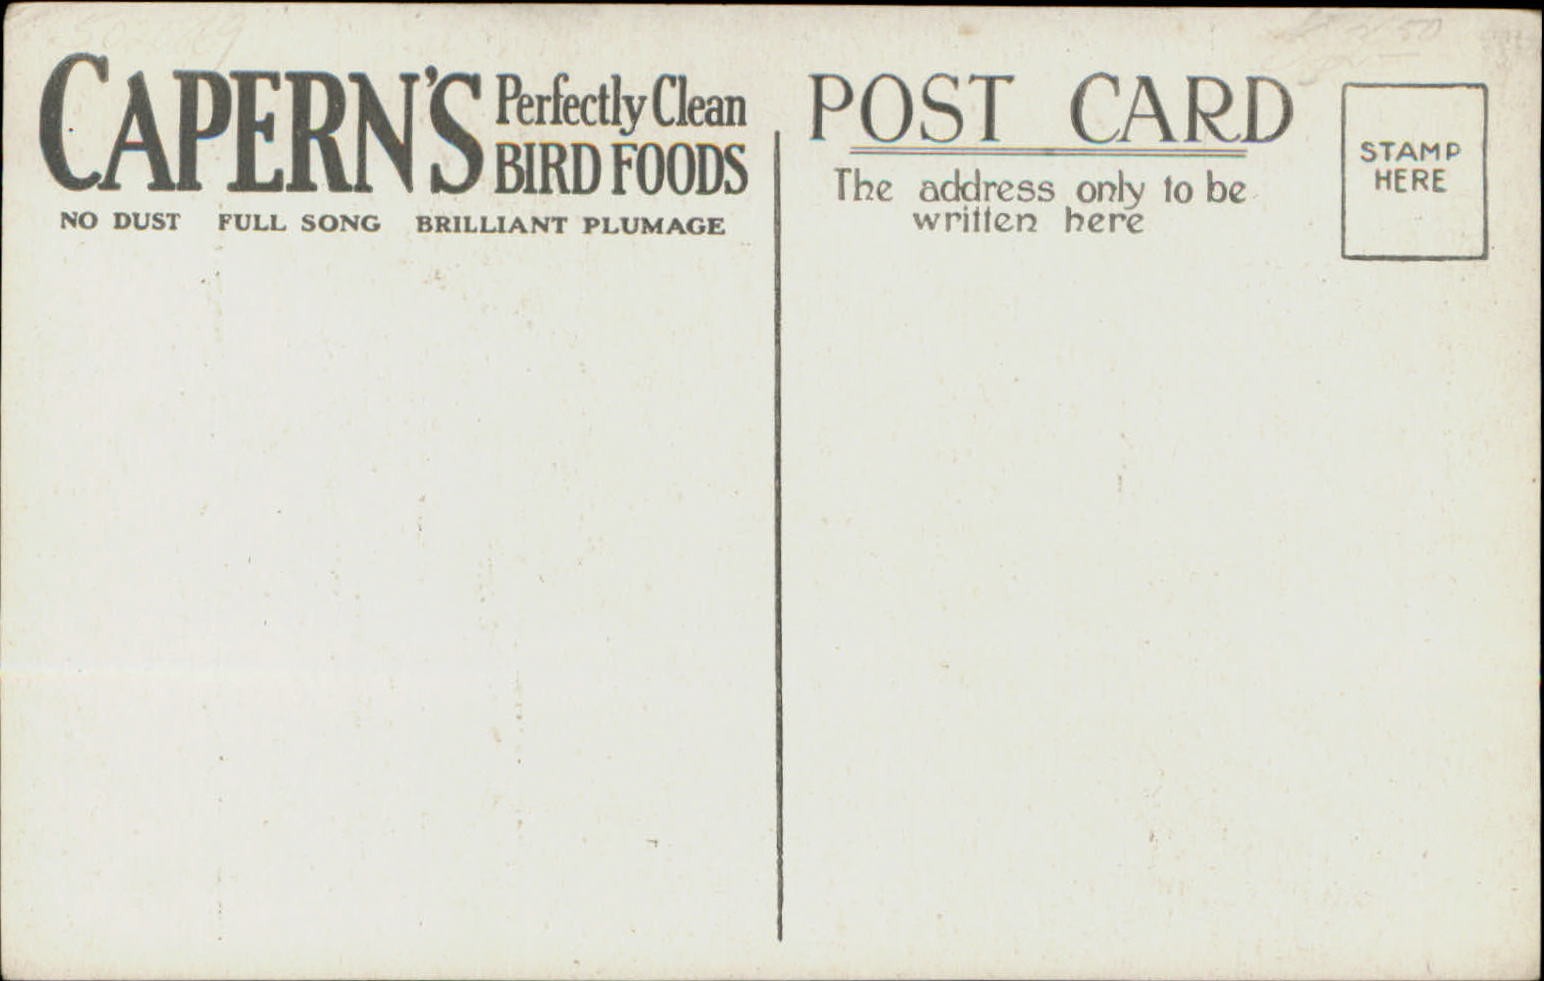 CAPERN'S Perfectly Clean
BIRD FOODS
NO DUST FULL SONG BRILLIANT PLUMAGE
POST CARD
The address only to be
written here
STAMP
HERE